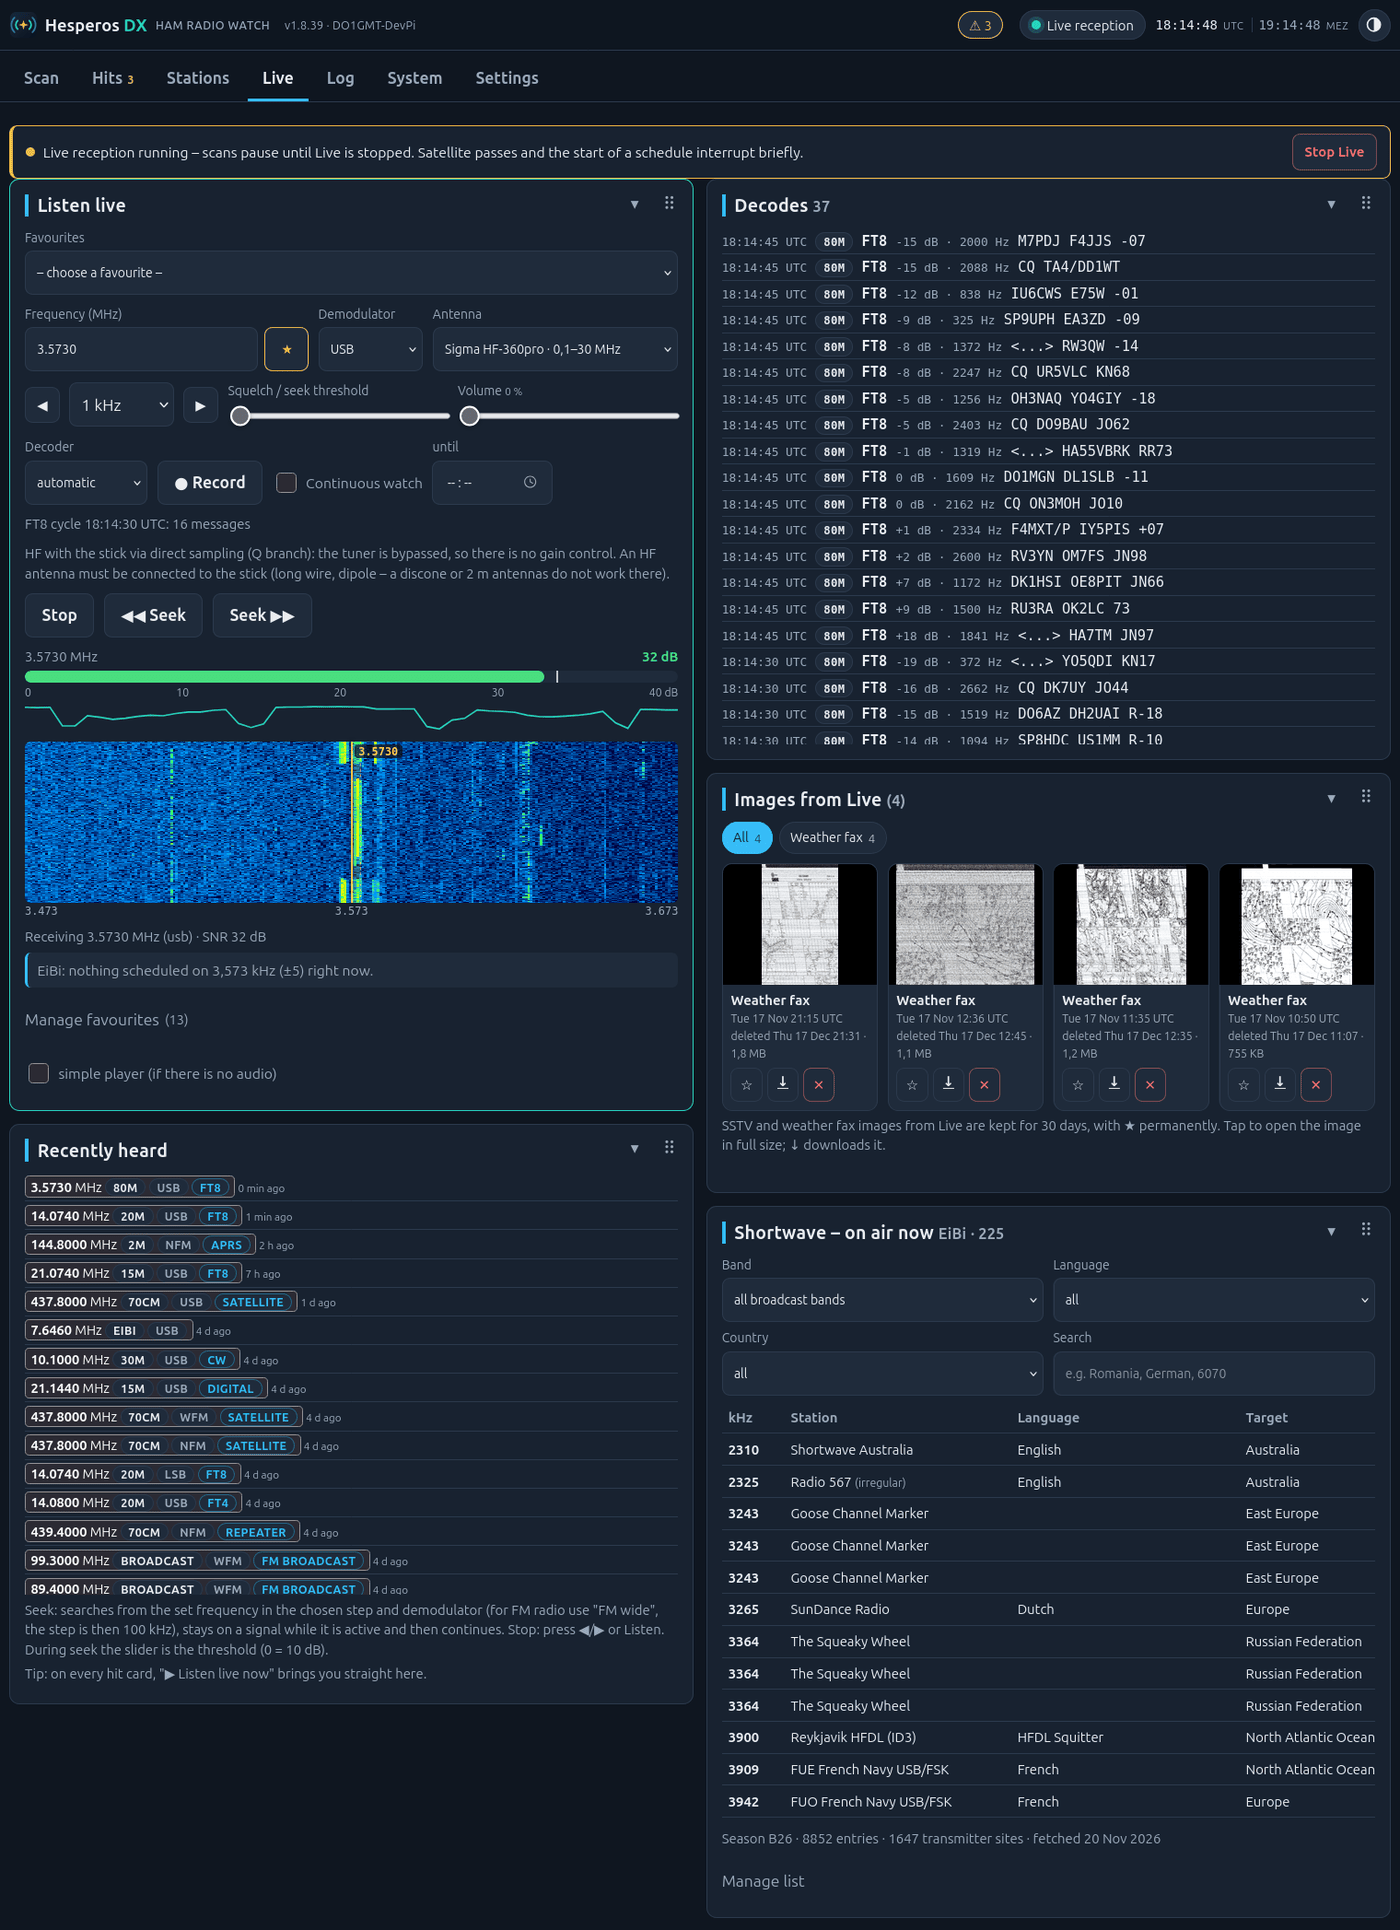 Hesperos DX HAM RADIO WATCH v1.8.39 · DO1GMT-DevPi
⚠ 3
Live reception
18:14:48 UTC
19:14:48 MEZ
Scan
Hits 3
Stations
Live
Log
System
Settings
Live reception running – scans pause until Live is stopped. Satellite passes and the start of a schedule interrupt briefly.
Stop Live
Listen live
Favourites
– choose a favourite –
Frequency (MHz)
Demodulator
Antenna
3.5730
★
USB
Sigma HF-360pro · 0,1–30 MHz
Squelch / seek threshold
Volume 0 %
◀
1 kHz
▶
Decoder
until
automatic
● Record
Continuous watch
--:--
FT8 cycle 18:14:30 UTC: 16 messages
HF with the stick via direct sampling (Q branch): the tuner is bypassed, so there is no gain control. An HF
antenna must be connected to the stick (long wire, dipole – a discone or 2 m antennas do not work there).
Stop
◀◀ Seek
Seek ▶▶
3.5730 MHz
32 dB
0 10 20 30 40 dB
3.5730
3.473 3.573 3.673
Receiving 3.5730 MHz (usb) · SNR 32 dB
EiBi: nothing scheduled on 3,573 kHz (±5) right now.
Manage favourites (13)
simple player (if there is no audio)
Recently heard
3.5730 MHz 80M USB FT8 0 min ago
14.0740 MHz 20M USB FT8 1 min ago
144.8000 MHz 2M NFM APRS 2 h ago
21.0740 MHz 15M USB FT8 7 h ago
437.8000 MHz 70CM USB SATELLITE 1 d ago
7.6460 MHz EIBI USB 4 d ago
10.1000 MHz 30M USB CW 4 d ago
21.1440 MHz 15M USB DIGITAL 4 d ago
437.8000 MHz 70CM WFM SATELLITE 4 d ago
437.8000 MHz 70CM NFM SATELLITE 4 d ago
14.0740 MHz 20M LSB FT8 4 d ago
14.0800 MHz 20M USB FT4 4 d ago
439.4000 MHz 70CM NFM REPEATER 4 d ago
99.3000 MHz BROADCAST WFM FM BROADCAST 4 d ago
89.4000 MHz BROADCAST WFM FM BROADCAST 4 d ago
Seek: searches from the set frequency in the chosen step and demodulator (for FM radio use "FM wide",
the step is then 100 kHz), stays on a signal while it is active and then continues. Stop: press ◀/▶ or Listen.
During seek the slider is the threshold (0 = 10 dB).
Tip: on every hit card, "▶ Listen live now" brings you straight here.
Decodes 37
18:14:45 UTC 80M FT8 -15 dB · 2000 Hz M7PDJ F4JJS -07
18:14:45 UTC 80M FT8 -15 dB · 2088 Hz CQ TA4/DD1WT
18:14:45 UTC 80M FT8 -12 dB · 838 Hz IU6CWS E75W -01
18:14:45 UTC 80M FT8 -9 dB · 325 Hz SP9UPH EA3ZD -09
18:14:45 UTC 80M FT8 -8 dB · 1372 Hz <...> RW3QW -14
18:14:45 UTC 80M FT8 -8 dB · 2247 Hz CQ UR5VLC KN68
18:14:45 UTC 80M FT8 -5 dB · 1256 Hz OH3NAQ YO4GIY -18
18:14:45 UTC 80M FT8 -5 dB · 2403 Hz CQ DO9BAU JO62
18:14:45 UTC 80M FT8 -1 dB · 1319 Hz <...> HA55VBRK RR73
18:14:45 UTC 80M FT8 0 dB · 1609 Hz DO1MGN DL1SLB -11
18:14:45 UTC 80M FT8 0 dB · 2162 Hz CQ ON3MOH JO10
18:14:45 UTC 80M FT8 +1 dB · 2334 Hz F4MXT/P IY5PIS +07
18:14:45 UTC 80M FT8 +2 dB · 2600 Hz RV3YN OM7FS JN98
18:14:45 UTC 80M FT8 +7 dB · 1172 Hz DK1HSI OE8PIT JN66
18:14:45 UTC 80M FT8 +9 dB · 1500 Hz RU3RA OK2LC 73
18:14:45 UTC 80M FT8 +18 dB · 1841 Hz <...> HA7TM JN97
18:14:30 UTC 80M FT8 -19 dB · 372 Hz <...> YO5QDI KN17
18:14:30 UTC 80M FT8 -16 dB · 2662 Hz CQ DK7UY JO44
18:14:30 UTC 80M FT8 -15 dB · 1519 Hz DO6AZ DH2UAI R-18
18:14:30 UTC 80M FT8 -14 dB · 1094 Hz SP8HDC US1MM R-10
Images from Live (4)
All 4
Weather fax 4
Weather fax
Tue 17 Nov 21:15 UTC
deleted Thu 17 Dec 21:31 ·
1,8 MB
Weather fax
Tue 17 Nov 12:36 UTC
deleted Thu 17 Dec 12:45 ·
1,1 MB
Weather fax
Tue 17 Nov 11:35 UTC
deleted Thu 17 Dec 12:35 ·
1,2 MB
Weather fax
Tue 17 Nov 10:50 UTC
deleted Thu 17 Dec 11:07 ·
755 KB
SSTV and weather fax images from Live are kept for 30 days, with ★ permanently. Tap to open the image
in full size; ↓ downloads it.
Shortwave – on air now EiBi · 225
Band
Language
all broadcast bands
all
Country
Search
all
e.g. Romania, German, 6070
kHz Station Language Target
2310 Shortwave Australia English Australia
2325 Radio 567 (irregular) English Australia
3243 Goose Channel Marker East Europe
3243 Goose Channel Marker East Europe
3243 Goose Channel Marker East Europe
3265 SunDance Radio Dutch Europe
3364 The Squeaky Wheel Russian Federation
3364 The Squeaky Wheel Russian Federation
3364 The Squeaky Wheel Russian Federation
3900 Reykjavik HFDL (ID3) HFDL Squitter North Atlantic Ocean
3909 FUE French Navy USB/FSK French North Atlantic Ocean
3942 FUO French Navy USB/FSK French Europe
Season B26 · 8852 entries · 1647 transmitter sites · fetched 20 Nov 2026
Manage list